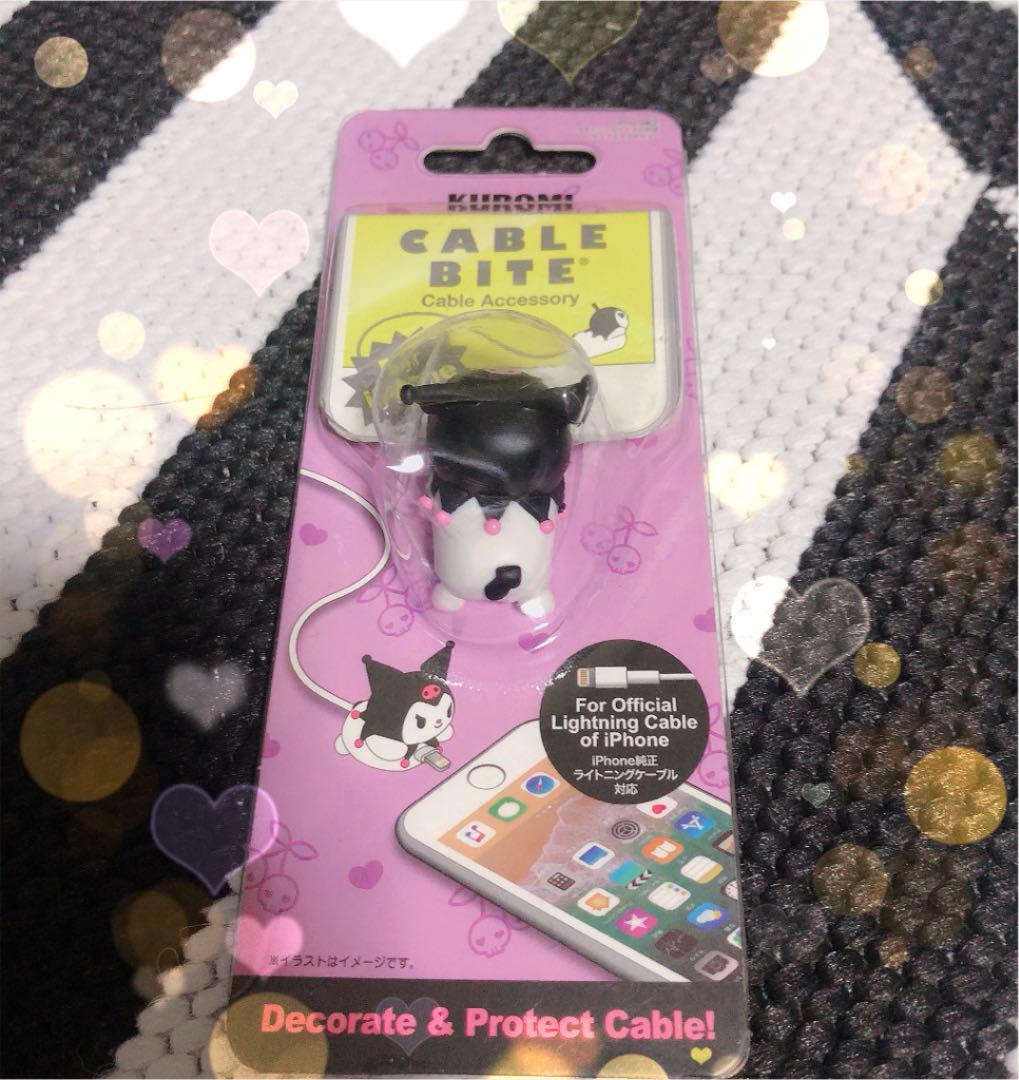 KUROMI
CABLE
BITE®
Cable Accessory
For Official
Lightning Cable
of iPhone
iPhone純正
ライトニングケーブル
対応
※イラストはイメージです。
Decorate & Protect Cable!